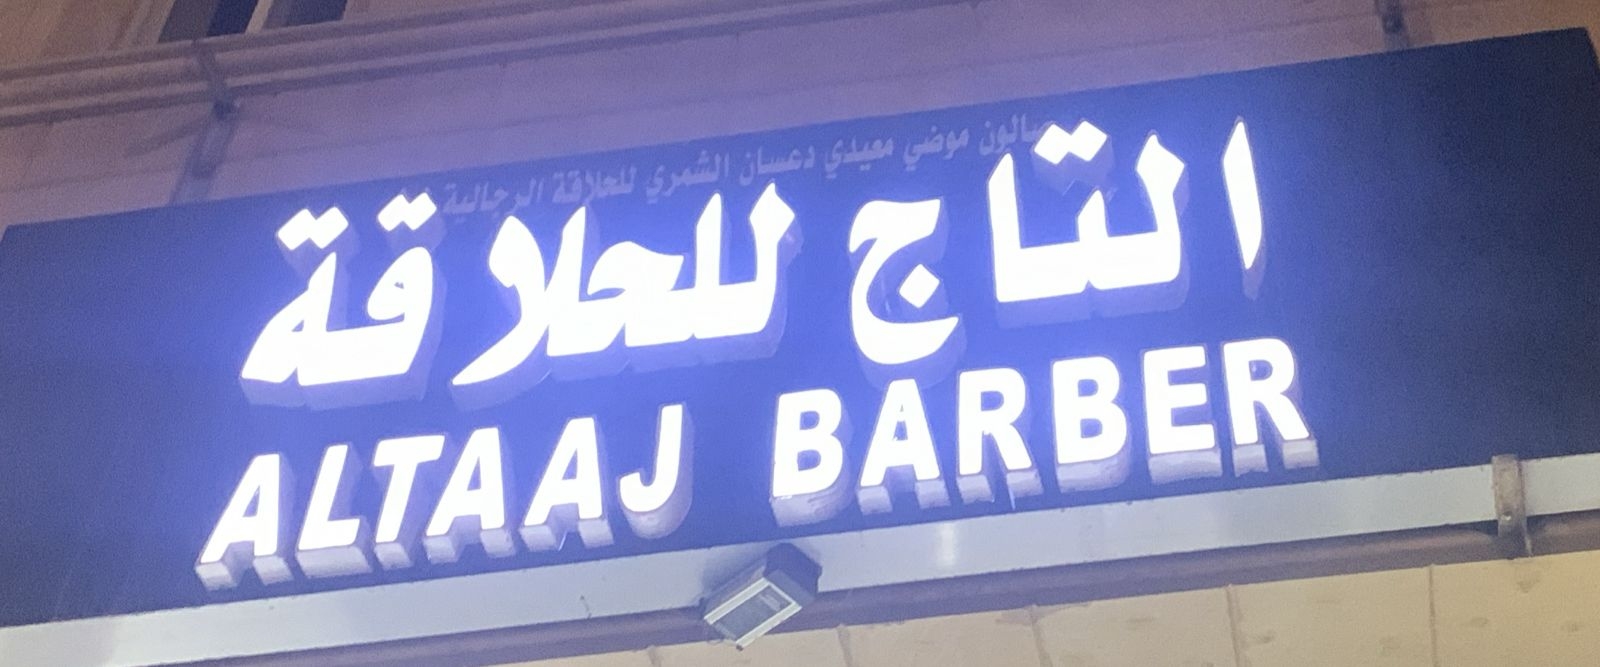 صالون موضي معيدي دعسان الشمري للحلاقة الرجالية
التاج للحلاقة
ALTAAJ BARBER